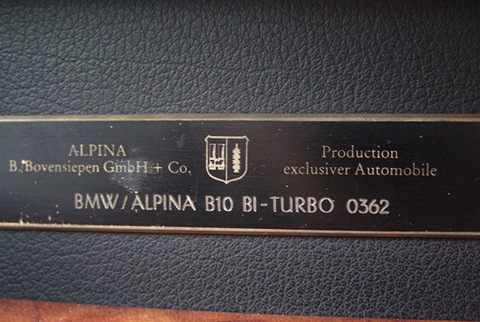 ALPINA
B. Bovensiepen GmbH + Co.
Production
exclusiver Automobile
BMW/ALPINA B10 BI-TURBO 0362